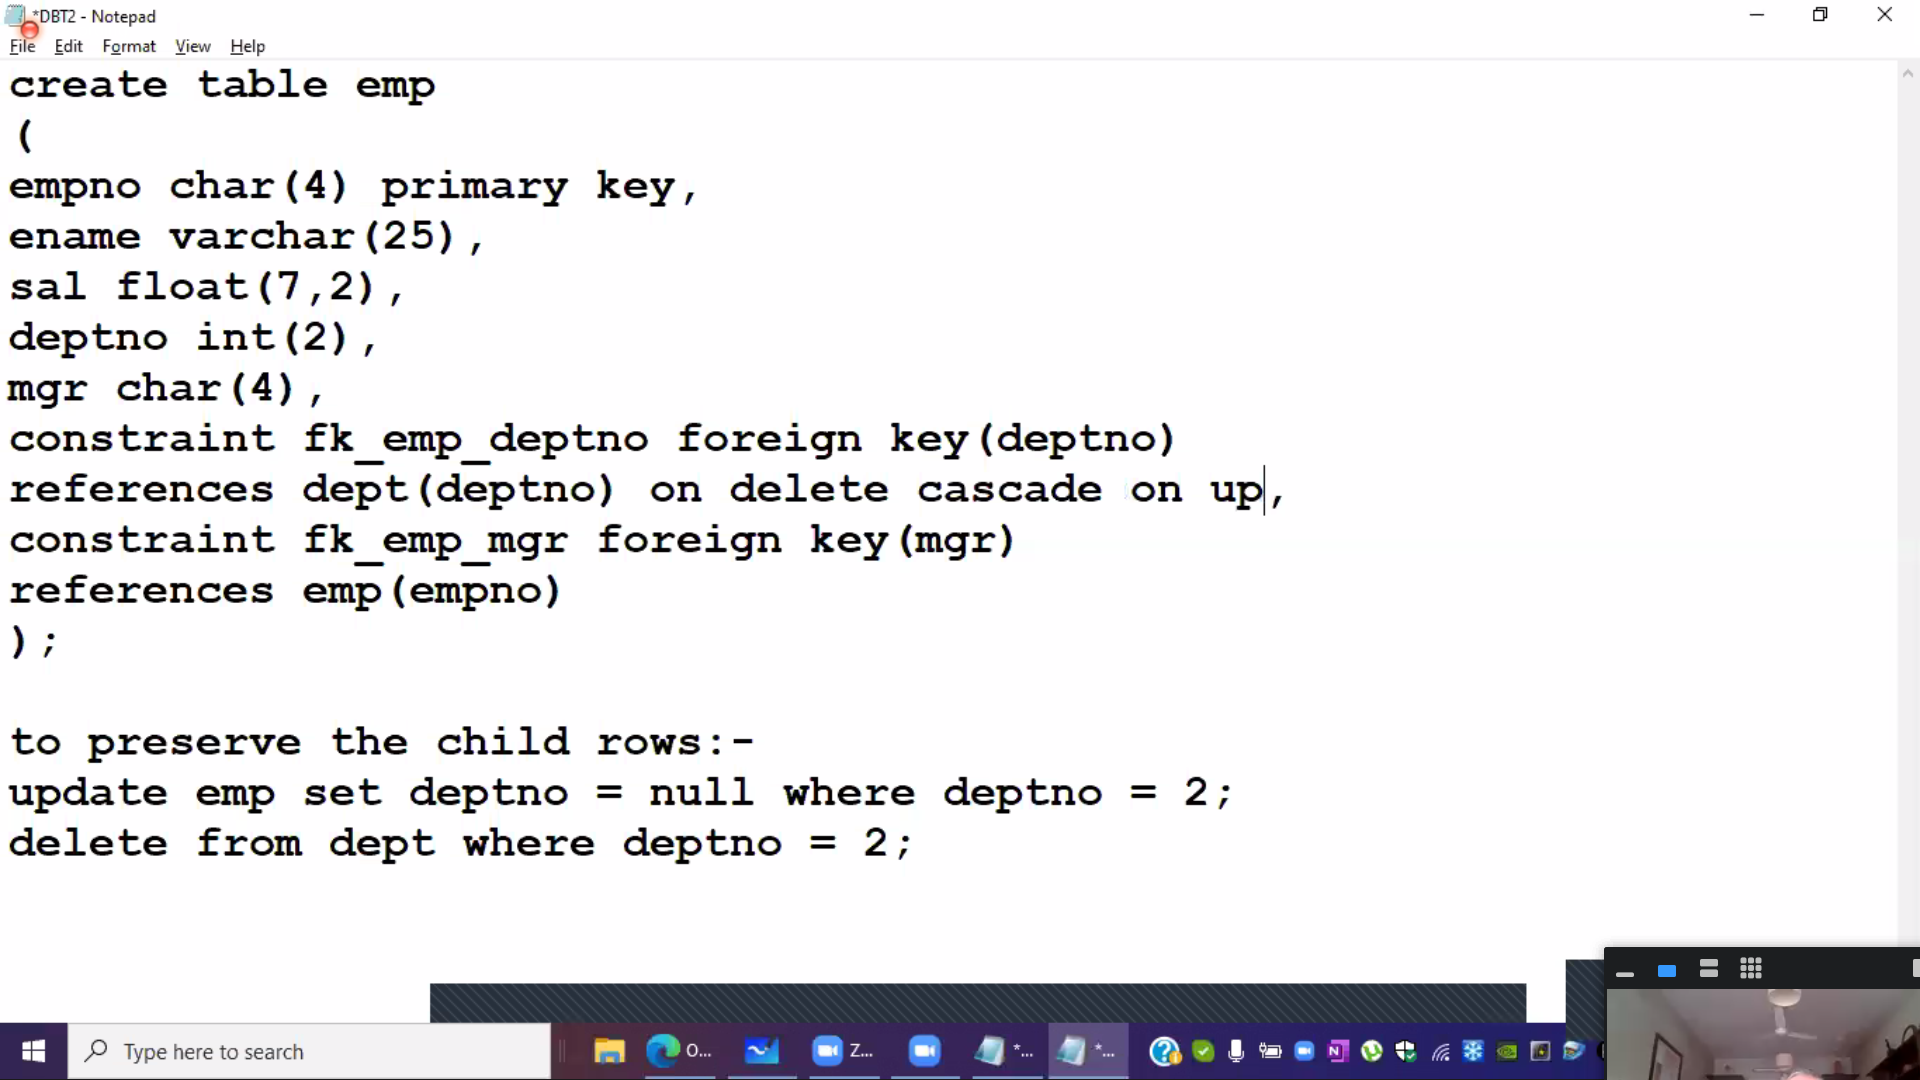 *DBT2 - Notepad
File Edit Format View Help
create table emp
(
empno char(4) primary key,
ename varchar(25),
sal float(7,2),
deptno int(2),
mgr char(4),
constraint fk_emp_deptno foreign key(deptno)
references dept(deptno) on delete cascade on up,
constraint fk_emp_mgr foreign key(mgr)
references emp(empno)
);
to preserve the child rows:-
update emp set deptno = null where deptno = 2;
delete from dept where deptno = 2;
Type here to search
O...
Z...
*...
*...